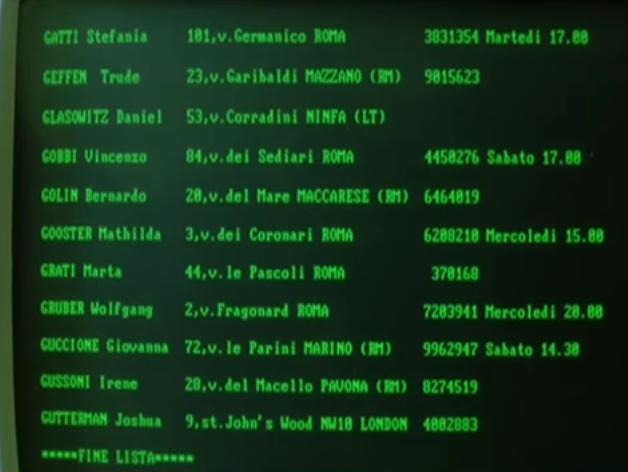 GATTI Stefania 101,v.Germanico ROMA 3831354 Martedi 17.00
GEFFEN Trude 23,v.Garibaldi MAZZANO (RM) 9015623
GLASOWITZ Daniel 53,v.Corradini NINFA (LT)
GOBBI Vincenzo 84,v.dei Sediari ROMA 4450276 Sabato 17.00
GOLIN Bernardo 20,v.del Mare MACCARESE (RM) 6464019
GOOSTER Mathilda 3,v.dei Coronari ROMA 6208210 Mercoledi 15.00
GRATI Marta 44,v.le Pascoli ROMA 370168
GRUBER Wolfgang 2,v.Fragonard ROMA 7203941 Mercoledi 20.00
GUCCIONE Giovanna 72,v.le Parini MARINO (RM) 9962947 Sabato 14.30
GUSSONI Irene 28,v.del Macello PAVONA (RM) 8274519
GUTTERMAN Joshua 9,st.John's Wood NW10 LONDON 4002883
*****FINE LISTA*****